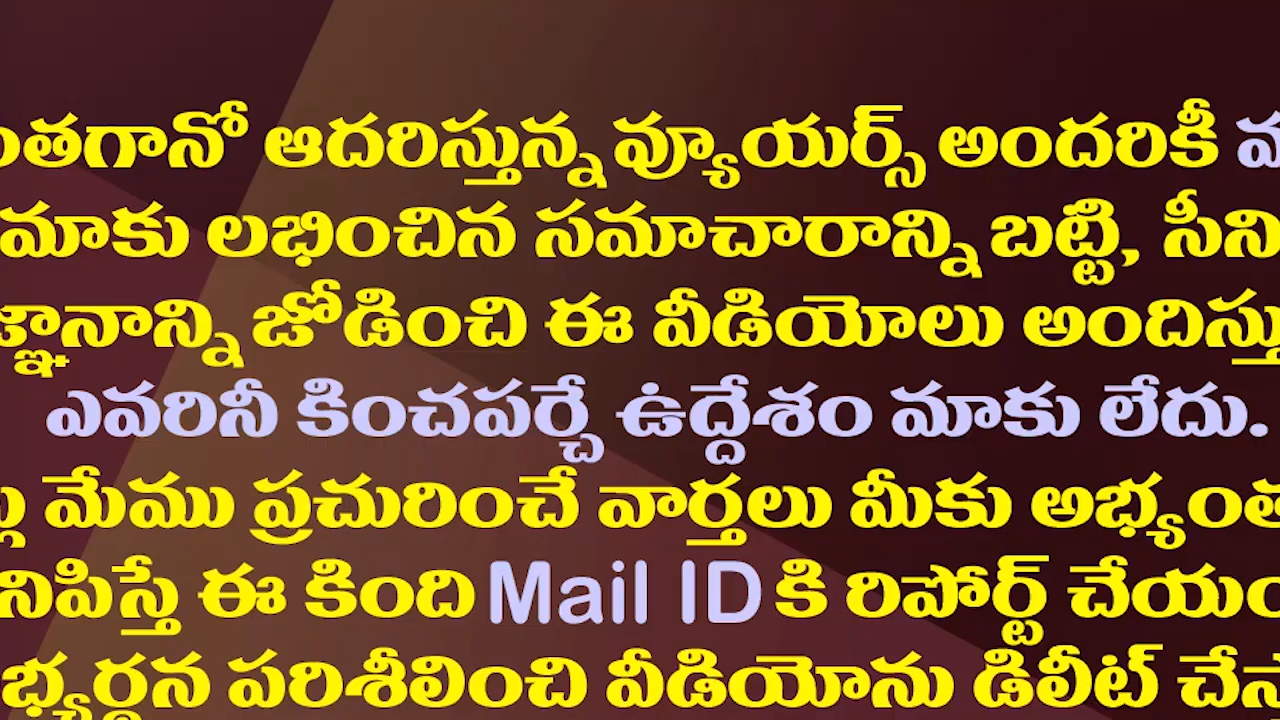 ంతగానో ఆదరిస్తున్న వ్యూయర్స్ అందరికీ
మాకు లభించిన సమాచారాన్ని బట్టి, సీని
జ్ఞానాన్ని జోడించి ఈ వీడియోలు అందిస్తు
ఎవరినీ కించపర్చే ఉద్దేశం మాకు లేదు.
మేము ప్రచురించే వార్తలు మీకు అభ్యంత
నిపిస్తే ఈ కింది Mail ID కి రిపోర్ట్ చేయం
భ్యర్థన పరిశీలించి వీడియోను డిలీట్ చేస